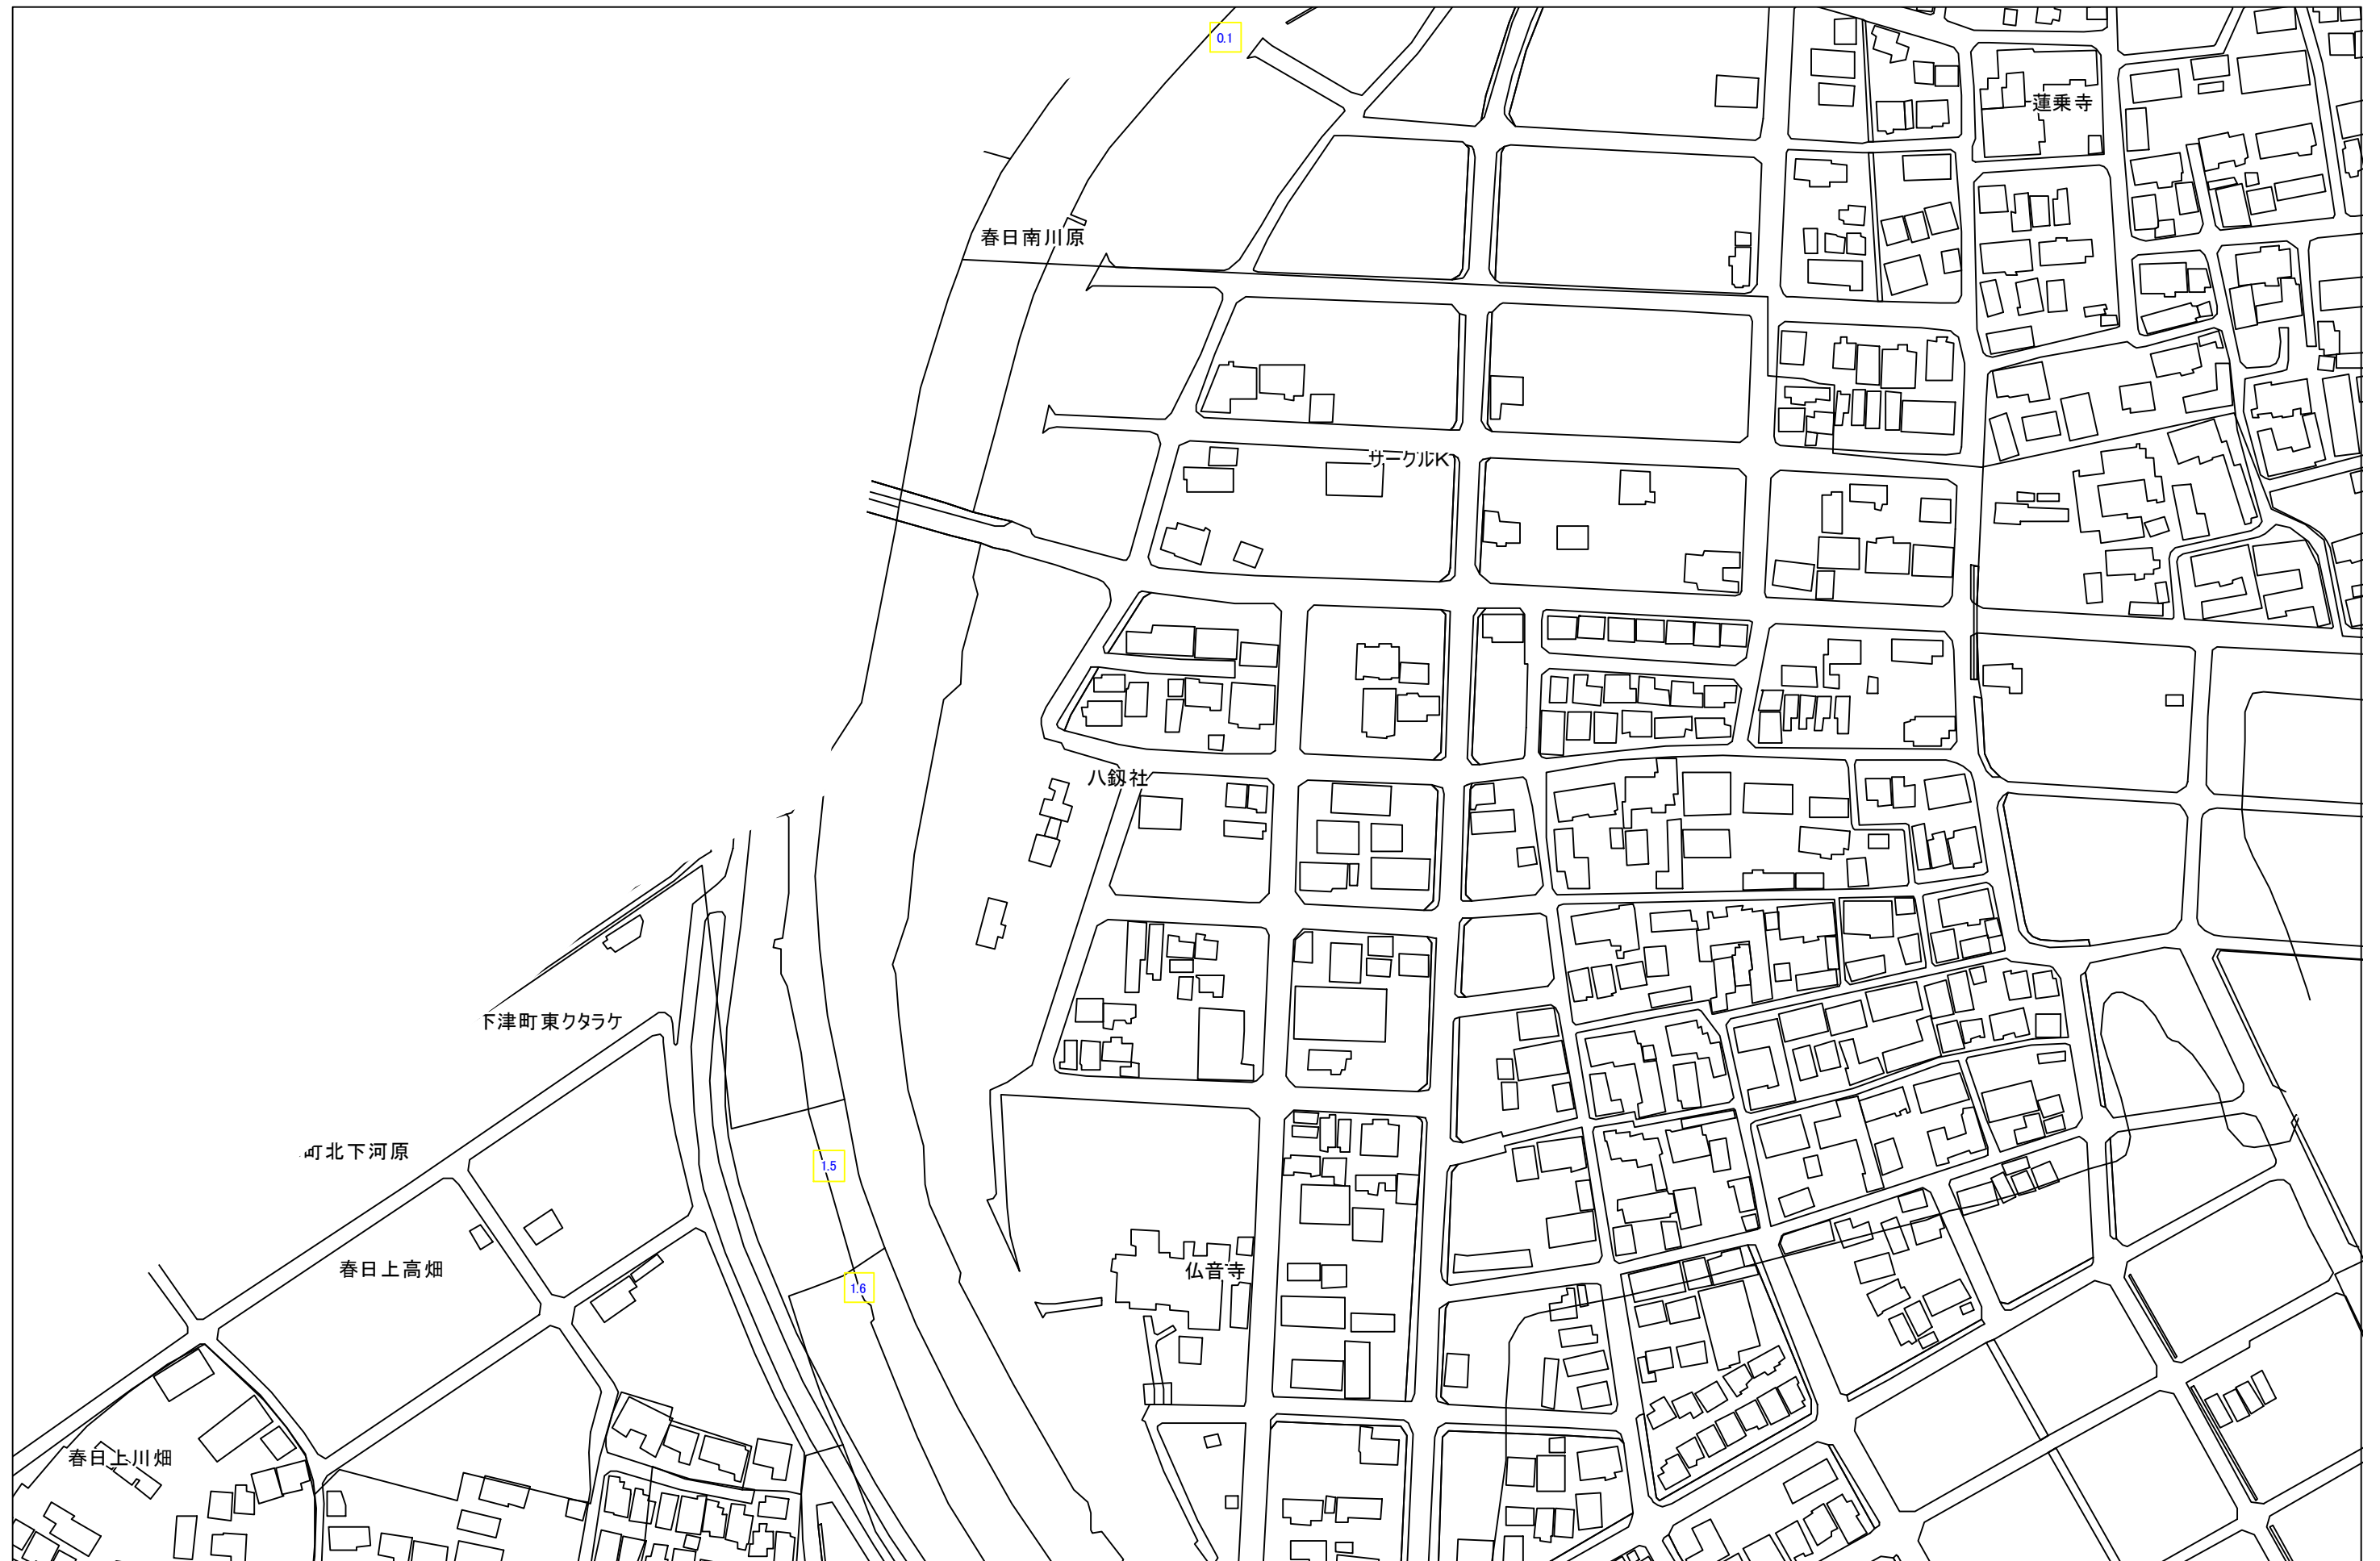 0.1
蓮乗寺
春日南川原
サークルK
八釼社
下津町東クタラケ
町北下河原
1.5
春日上高畑
仏音寺
1.6
春日上川畑